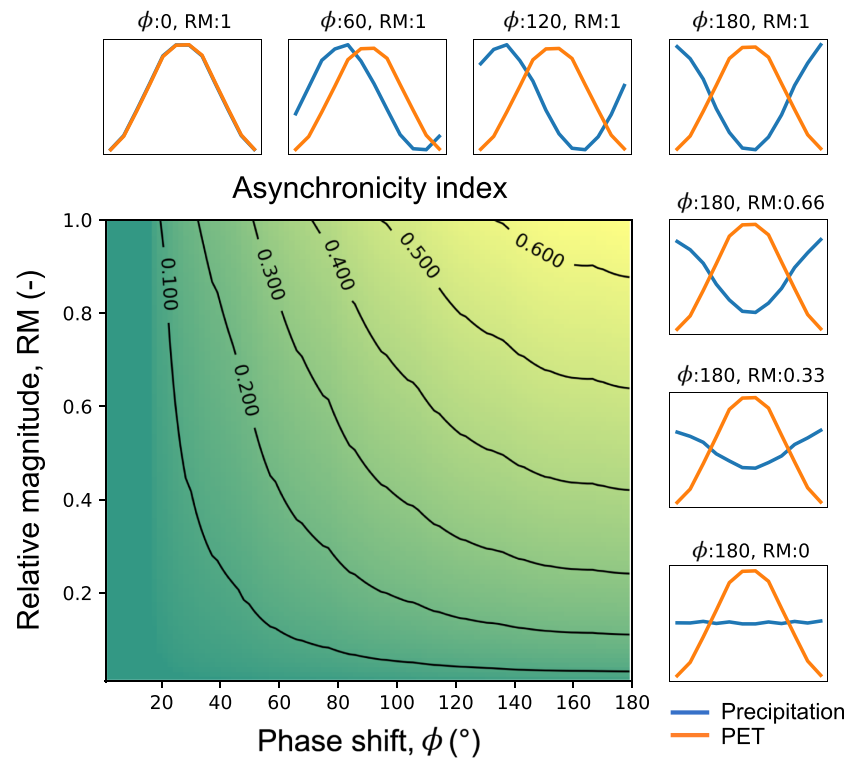 ϕ:0, RM:1
ϕ:60, RM:1
ϕ:120, RM:1
ϕ:180, RM:1
Asynchronicity index
ϕ:180, RM:0.66
ϕ:180, RM:0.33
ϕ:180, RM:0
Relative magnitude, RM (-)
1.0
0.8
0.6
0.4
0.2
0.100
0.200
0.300
0.400
0.500
0.600
20
40
60
80
100
120
140
160
180
Phase shift, ϕ (°)
Precipitation
PET